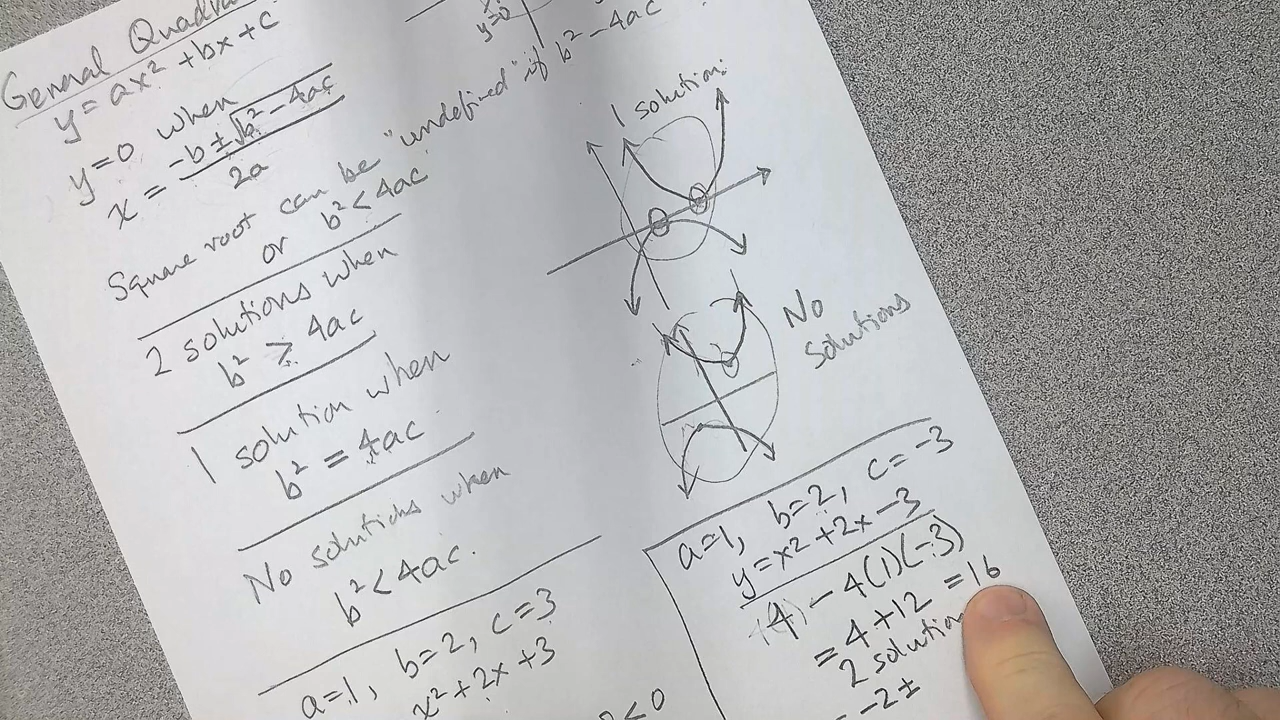 General
y = ax² + bx + c
y=0 when
x = -b ± √b² - 4ac / 2a
y=0
Square root can be "undefined" if b² - 4ac
or b² < 4ac
2 solutions when
b² ≥ 4ac
1 solution when
b² = 4ac
No solutions when
b² < 4ac.
a=1, b=2, c=3
x² + 2x + 3
< 0
1 solution:
No
solutions
a=1, b=2, c=-3
y = x² + 2x - 3
(4) - 4(1)(-3)
= 4 + 12 = 16
2
-2 ±